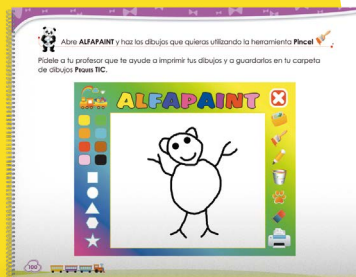 Abre ALFAPAINT y haz los dibujos que quieras utilizando la herramienta Pincel
Pídele a tu profesor que te ayude a imprimir tus dibujos y a guardarlos en tu carpeta
de dibujos Peques TIC.
ALFAPAINT
100